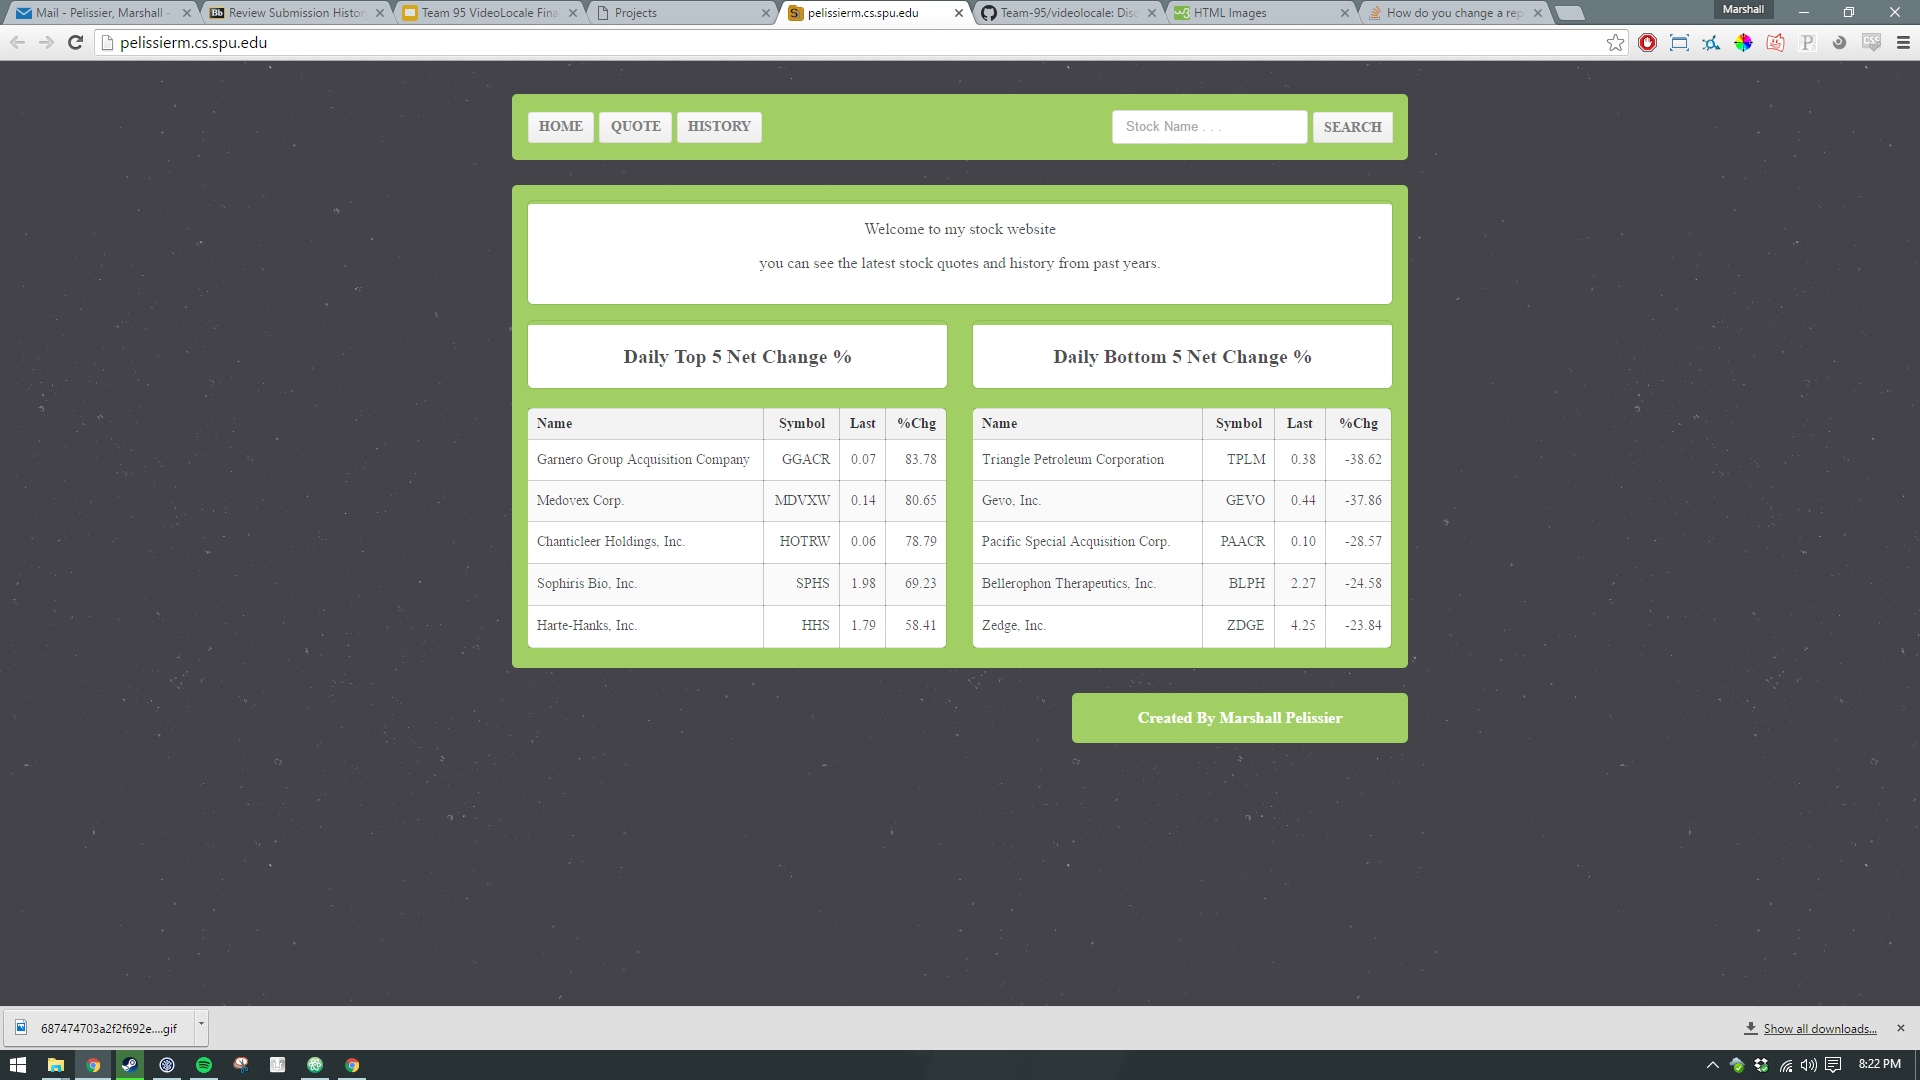 Mail - Pelissier, Marshall -
Review Submission Histor
Team 95 VideoLocale Fina
Projects
pelissierm.cs.spu.edu
Team-95/videolocale: Disc
HTML Images
How do you change a rep
Marshall
pelissierm.cs.spu.edu
HOME QUOTE HISTORY Stock Name . . . SEARCH
Welcome to my stock website
you can see the latest stock quotes and history from past years.
Daily Top 5 Net Change %
Name Symbol Last %Chg
Garnero Group Acquisition Company GGACR 0.07 83.78
Medovex Corp. MDVXW 0.14 80.65
Chanticleer Holdings, Inc. HOTRW 0.06 78.79
Sophiris Bio, Inc. SPHS 1.98 69.23
Harte-Hanks, Inc. HHS 1.79 58.41
Daily Bottom 5 Net Change %
Name Symbol Last %Chg
Triangle Petroleum Corporation TPLM 0.38 -38.62
Gevo, Inc. GEVO 0.44 -37.86
Pacific Special Acquisition Corp. PAACR 0.10 -28.57
Bellerophon Therapeutics, Inc. BLPH 2.27 -24.58
Zedge, Inc. ZDGE 4.25 -23.84
Created By Marshall Pelissier
687474703a2f2f692e....gif
Show all downloads...
8:22 PM